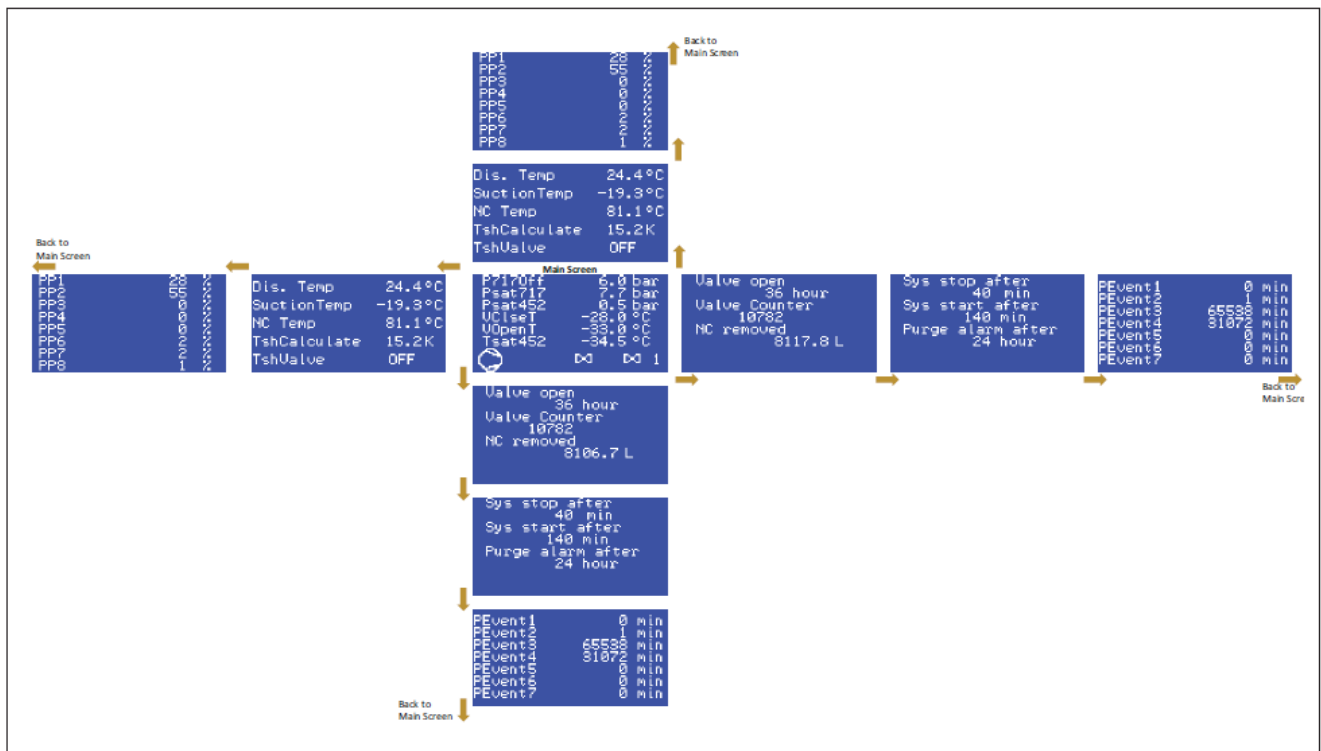 Back to
Main Screen
PP1 28 %
PP2 55 %
PP3 0 %
PP4 0 %
PP5 0 %
PP6 2 %
PP7 2 %
PP8 1 %
Dis. Temp 24.4°C
SuctionTemp -19.3°C
NC Temp 81.1°C
TshCalculate 15.2K
TshValve OFF
Back to
Main Screen
PP1 28 %
PP2 55 %
PP3 0 %
PP4 0 %
PP5 0 %
PP6 2 %
PP7 2 %
PP8 1 %
Dis. Temp 24.4°C
SuctionTemp -19.3°C
NC Temp 81.1°C
TshCalculate 15.2K
TshValve OFF
Main Screen
P717Off 6.0 bar
Psat717 7.7 bar
Psat452 0.5 bar
VClseT -28.0 °C
VOpenT -33.0 °C
Tsat452 -34.5 °C
1
Valve open
36 hour
Valve Counter
10782
NC removed
8117.8 L
Sys stop after
40 min
Sys start after
140 min
Purge alarm after
24 hour
PEvent1 0 min
PEvent2 1 min
PEvent3 65538 min
PEvent4 31072 min
PEvent5 0 min
PEvent6 0 min
PEvent7 0 min
Back to
Main Scre
Valve open
36 hour
Valve Counter
10782
NC removed
8106.7 L
Sys stop after
40 min
Sys start after
140 min
Purge alarm after
24 hour
PEvent1 0 min
PEvent2 1 min
PEvent3 65538 min
PEvent4 31072 min
PEvent5 0 min
PEvent6 0 min
PEvent7 0 min
Back to
Main Screen